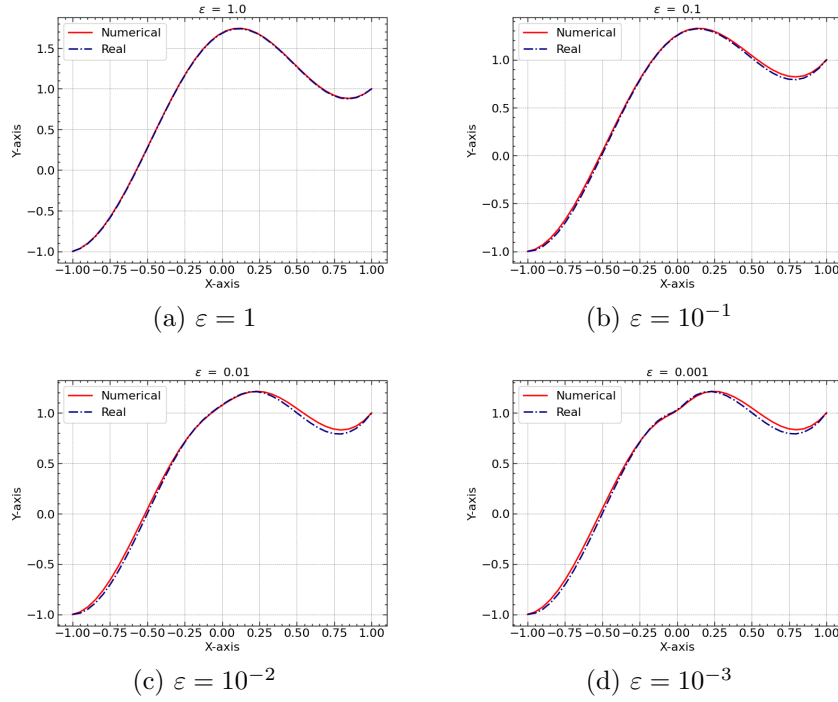 ε = 1.0
Numerical
Real
1.5
1.0
0.5
0.0
−0.5
−1.0
Y-axis
−1.00 −0.75 −0.50 −0.25 0.00 0.25 0.50 0.75 1.00
X-axis
(a) ε = 1
ε = 0.1
Numerical
Real
1.0
0.5
0.0
−0.5
−1.0
Y-axis
−1.00 −0.75 −0.50 −0.25 0.00 0.25 0.50 0.75 1.00
X-axis
(b) ε = 10⁻¹
ε = 0.01
Numerical
Real
1.0
0.5
0.0
−0.5
−1.0
Y-axis
−1.00 −0.75 −0.50 −0.25 0.00 0.25 0.50 0.75 1.00
X-axis
(c) ε = 10⁻²
ε = 0.001
Numerical
Real
1.0
0.5
0.0
−0.5
−1.0
Y-axis
−1.00 −0.75 −0.50 −0.25 0.00 0.25 0.50 0.75 1.00
X-axis
(d) ε = 10⁻³